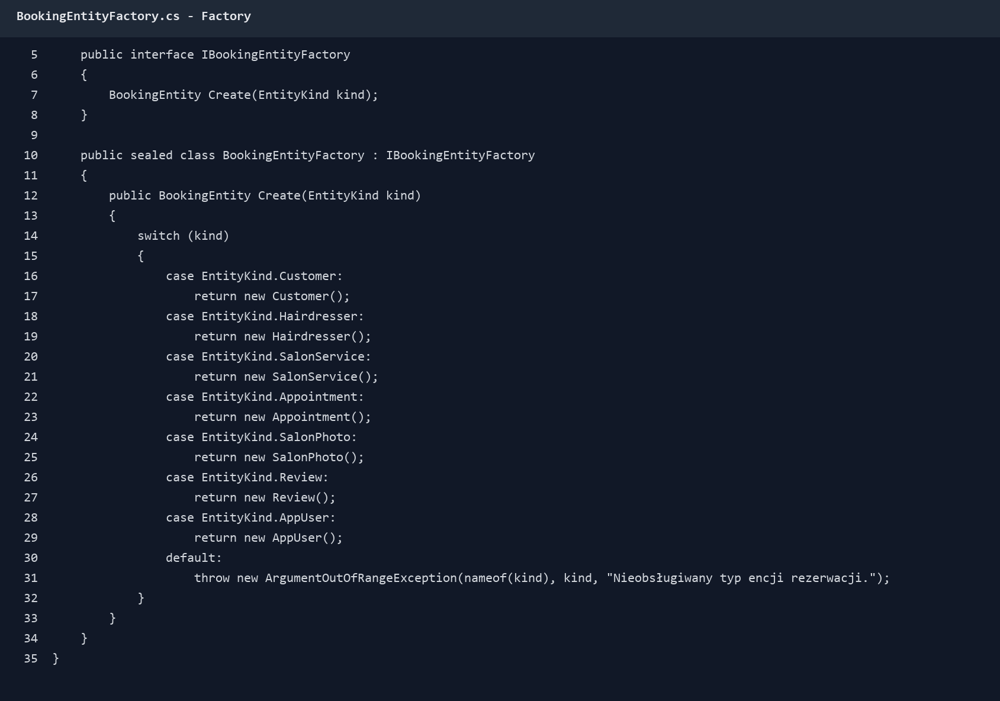 BookingEntityFactory.cs - Factory
5      public interface IBookingEntityFactory
6      {
7          BookingEntity Create(EntityKind kind);
8      }
9
10     public sealed class BookingEntityFactory : IBookingEntityFactory
11     {
12         public BookingEntity Create(EntityKind kind)
13         {
14             switch (kind)
15             {
16                 case EntityKind.Customer:
17                     return new Customer();
18                 case EntityKind.Hairdresser:
19                     return new Hairdresser();
20                 case EntityKind.SalonService:
21                     return new SalonService();
22                 case EntityKind.Appointment:
23                     return new Appointment();
24                 case EntityKind.SalonPhoto:
25                     return new SalonPhoto();
26                 case EntityKind.Review:
27                     return new Review();
28                 case EntityKind.AppUser:
29                     return new AppUser();
30                 default:
31                     throw new ArgumentOutOfRangeException(nameof(kind), kind, "Nieobsługiwany typ encji rezerwacji.");
32             }
33         }
34     }
35 }